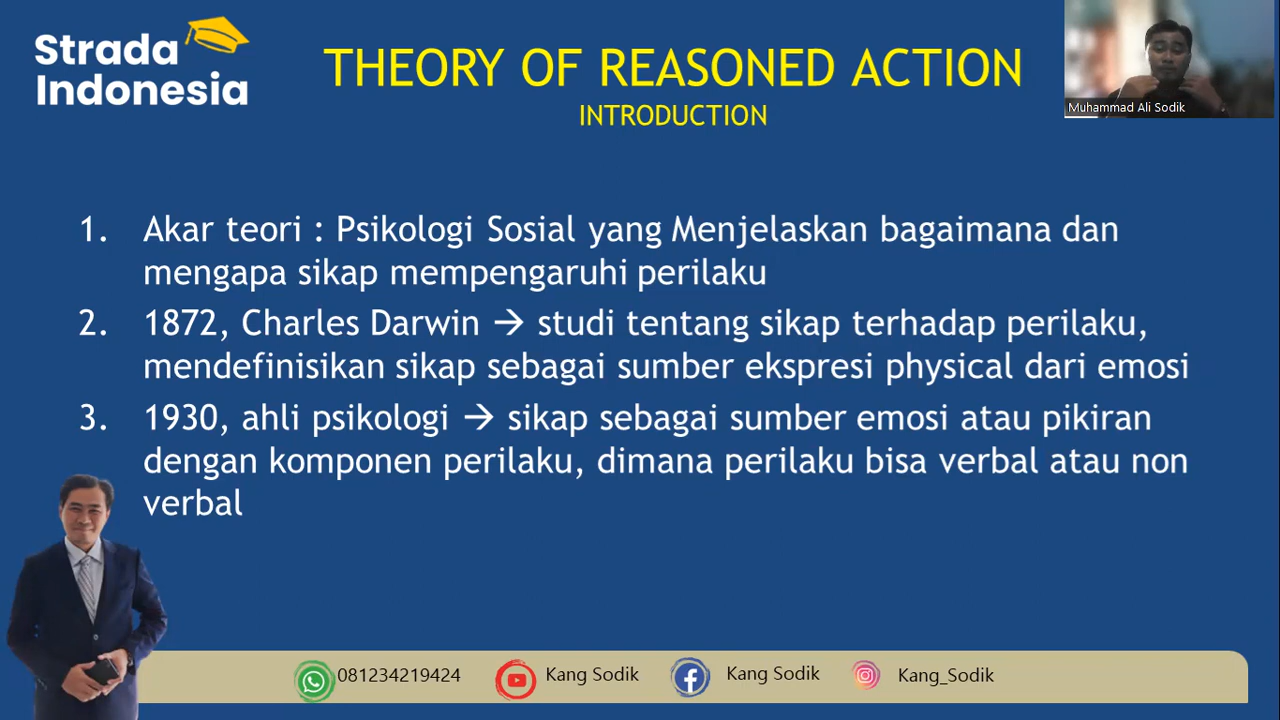 Strada
Indonesia
THEORY OF REASONED ACTION
INTRODUCTION
Muhammad Ali Sodik
1. Akar teori : Psikologi Sosial yang Menjelaskan bagaimana dan
mengapa sikap mempengaruhi perilaku
2. 1872, Charles Darwin → studi tentang sikap terhadap perilaku,
mendefinisikan sikap sebagai sumber ekspresi physical dari emosi
3. 1930, ahli psikologi → sikap sebagai sumber emosi atau pikiran
dengan komponen perilaku, dimana perilaku bisa verbal atau non
verbal
081234219424 Kang Sodik Kang Sodik Kang_Sodik